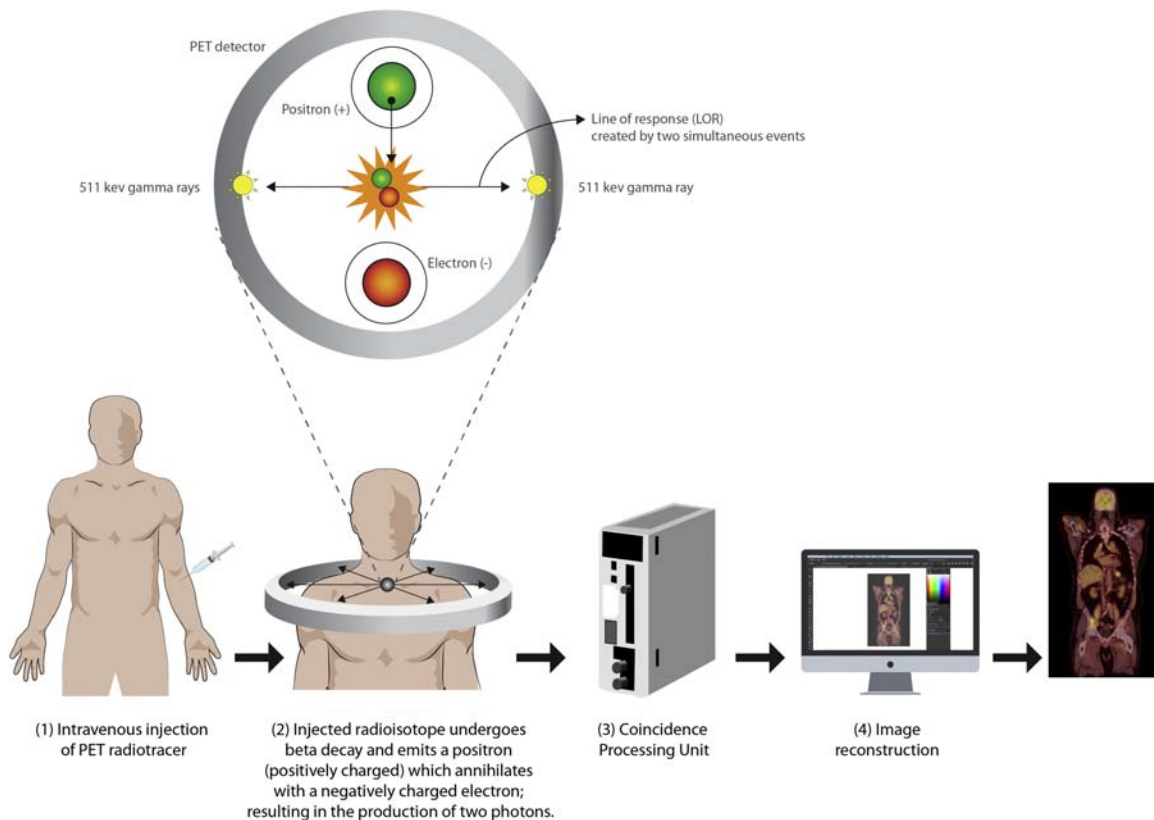 PET detector
Positron (+)
Line of response (LOR)
created by two simultaneous events
511 kev gamma rays
511 kev gamma ray
Electron (-)
(1) Intravenous injection
of PET radiotracer
(2) Injected radioisotope undergoes
beta decay and emits a positron
(positively charged) which annihilates
with a negatively charged electron;
resulting in the production of two photons.
(3) Coincidence
Processing Unit
(4) Image
reconstruction